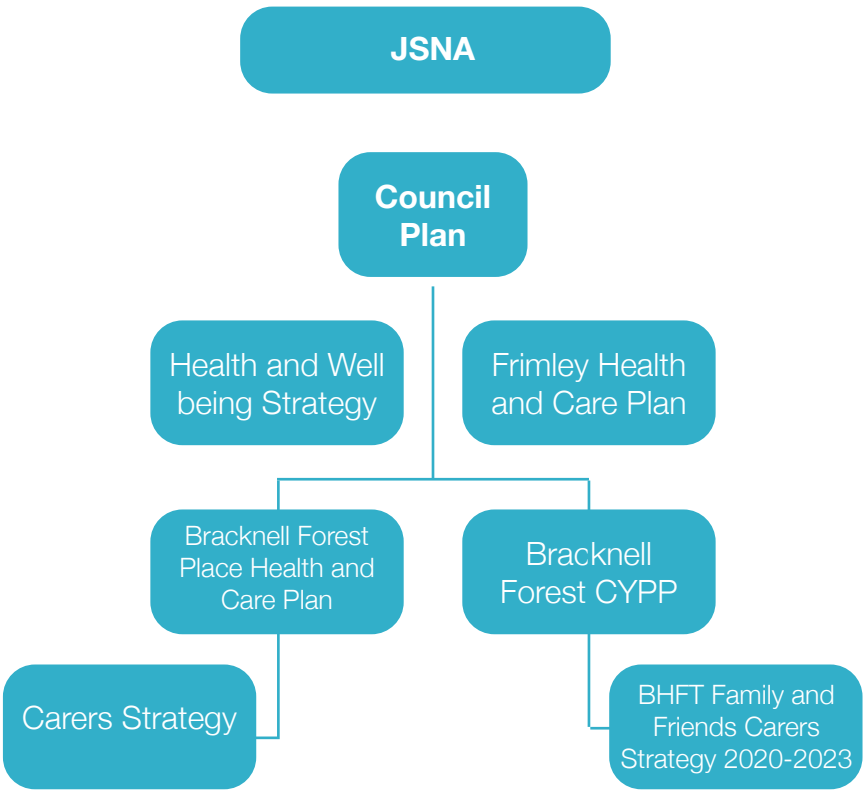 JSNA
Council
Plan
Health and Well
being Strategy
Frimley Health
and Care Plan
Bracknell Forest
Place Health and
Care Plan
Bracknell
Forest CYPP
Carers Strategy
BHFT Family and
Friends Carers
Strategy 2020-2023